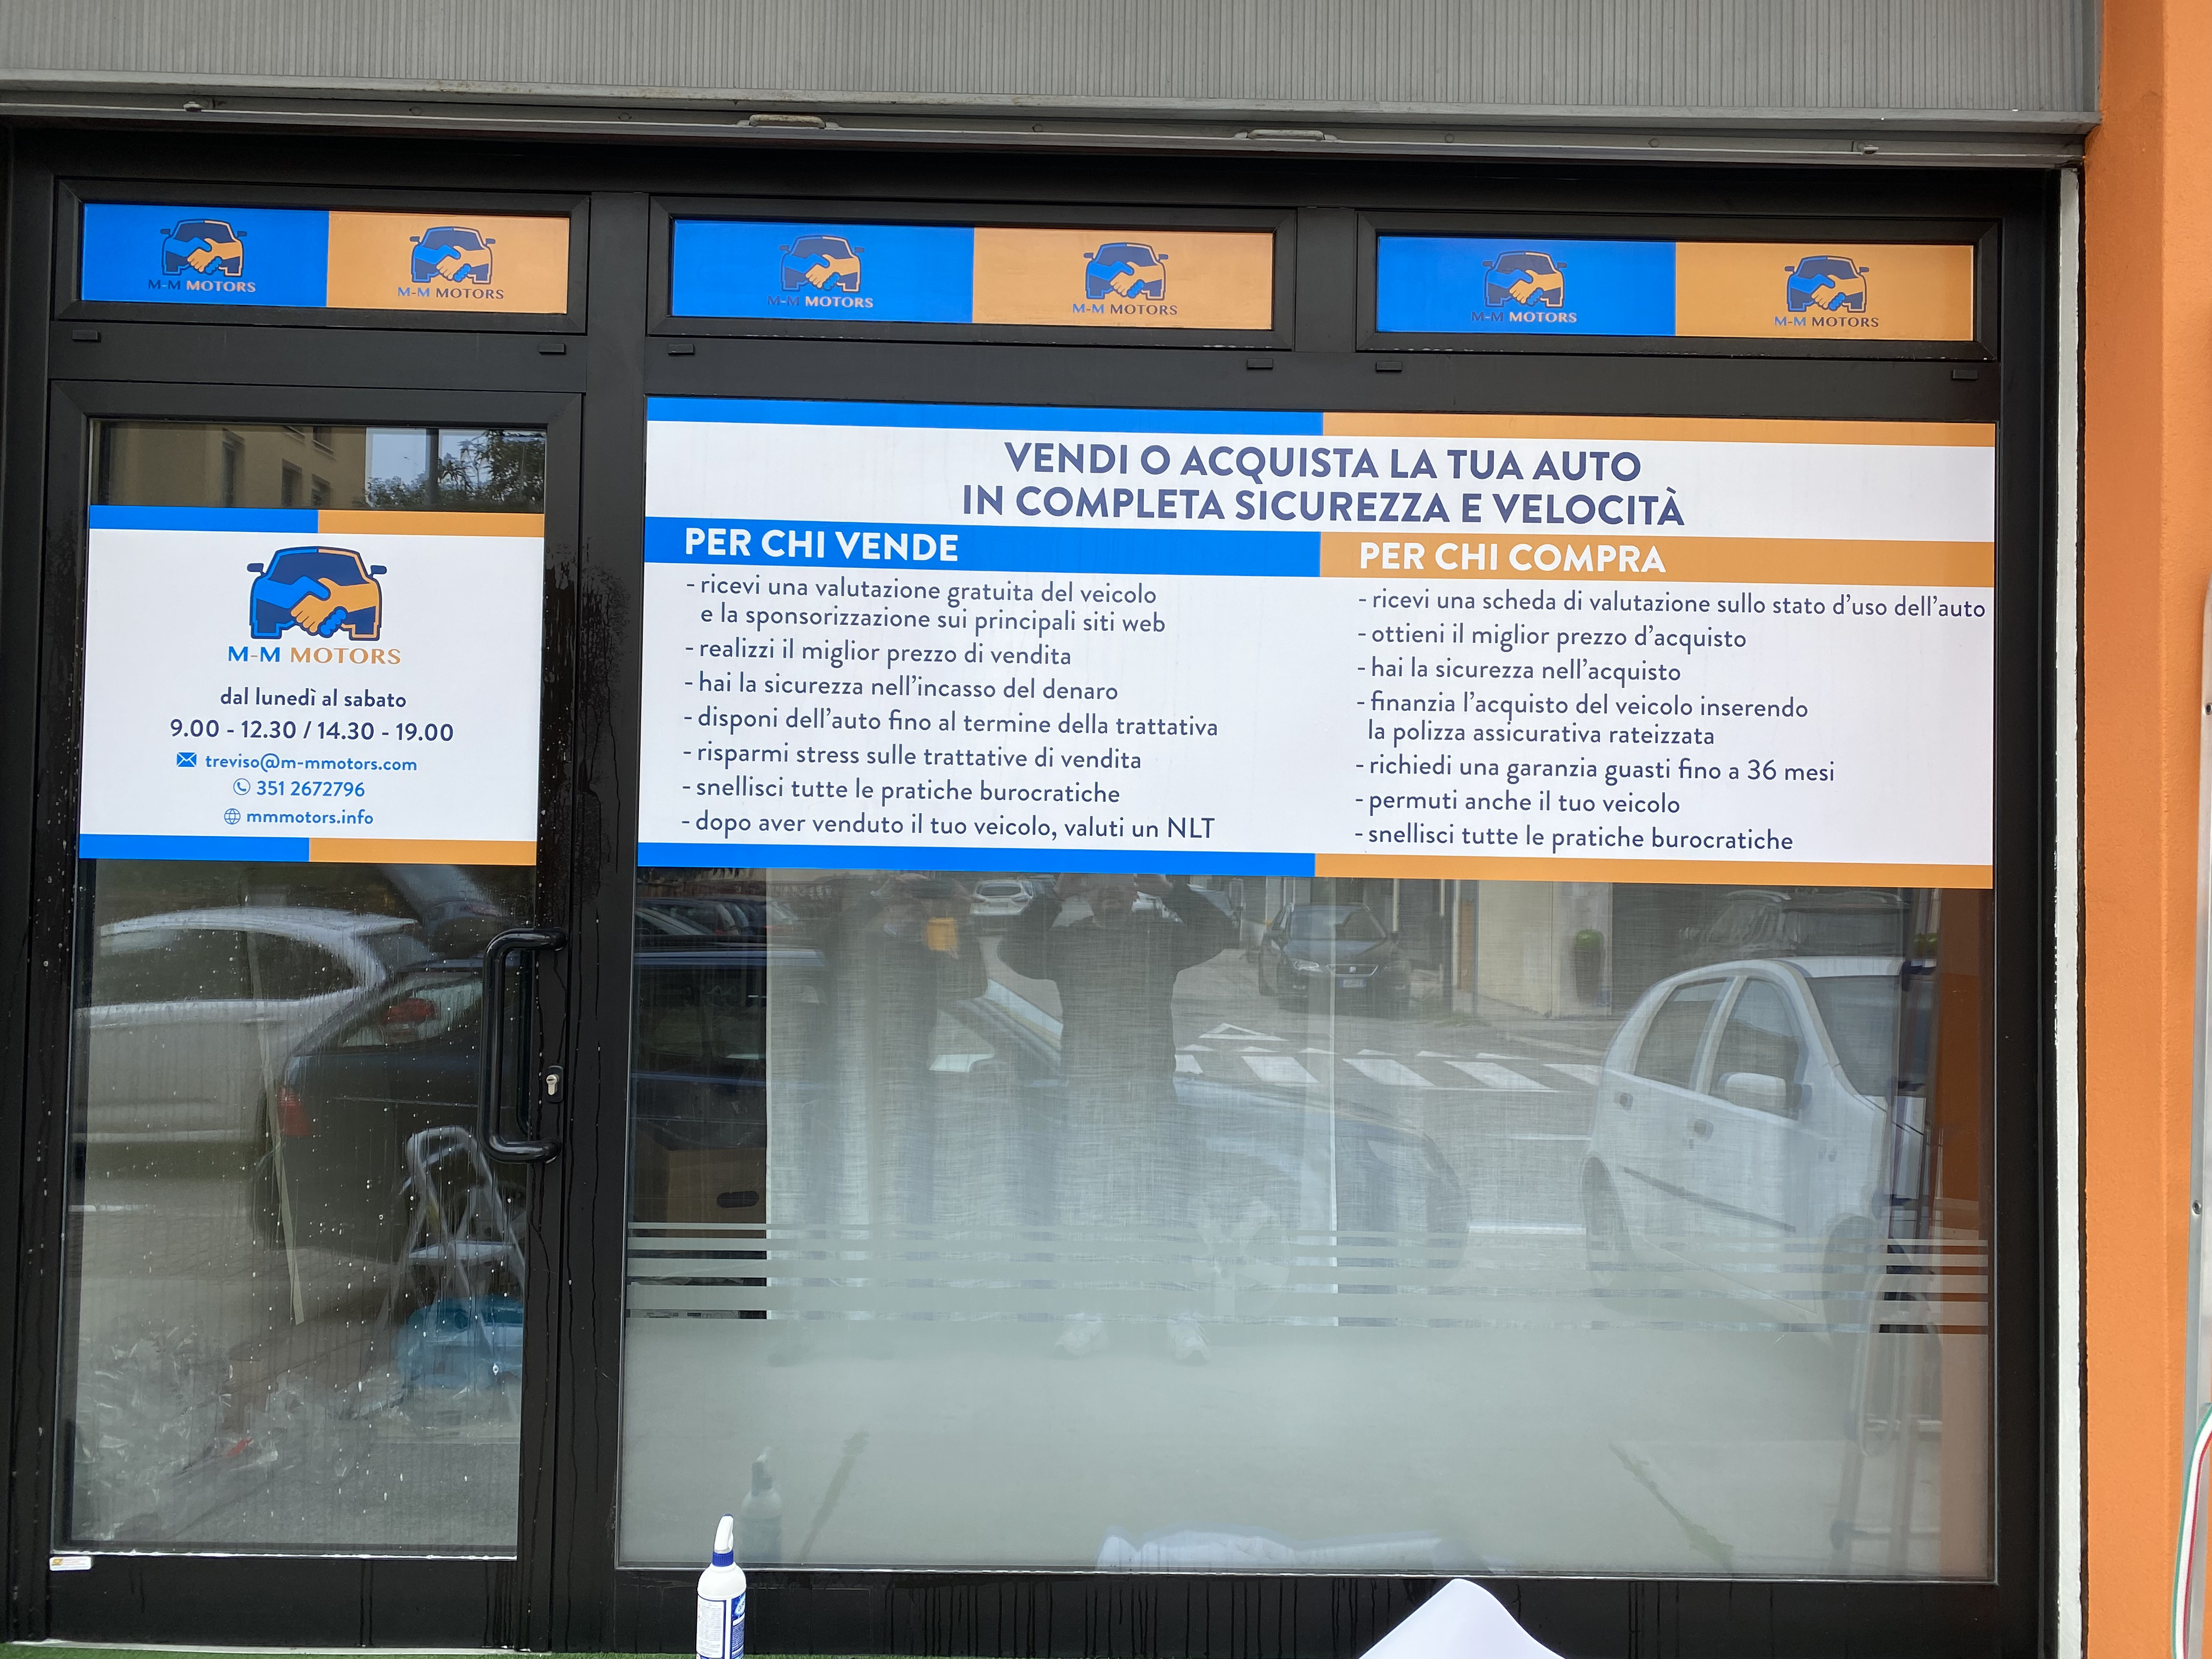 M-M MOTORS
M-M MOTORS
M-M MOTORS
M-M MOTORS
M-M MOTORS
M-M MOTORS
M-M MOTORS
dal lunedì al sabato
9.00 - 12.30 / 14.30 - 19.00
treviso@m-mmotors.com
351 2672796
mmmotors.info
VENDI O ACQUISTA LA TUA AUTO
IN COMPLETA SICUREZZA E VELOCITÀ
PER CHI VENDE
- ricevi una valutazione gratuita del veicolo
e la sponsorizzazione sui principali siti web
- realizzi il miglior prezzo di vendita
- hai la sicurezza nell'incasso del denaro
- disponi dell'auto fino al termine della trattativa
- risparmi stress sulle trattative di vendita
- snellisci tutte le pratiche burocratiche
- dopo aver venduto il tuo veicolo, valuti un NLT
PER CHI COMPRA
- ricevi una scheda di valutazione sullo stato d'uso dell'auto
- ottieni il miglior prezzo d'acquisto
- hai la sicurezza nell'acquisto
- finanzia l'acquisto del veicolo inserendo
la polizza assicurativa rateizzata
- richiedi una garanzia guasti fino a 36 mesi
- permuti anche il tuo veicolo
- snellisci tutte le pratiche burocratiche